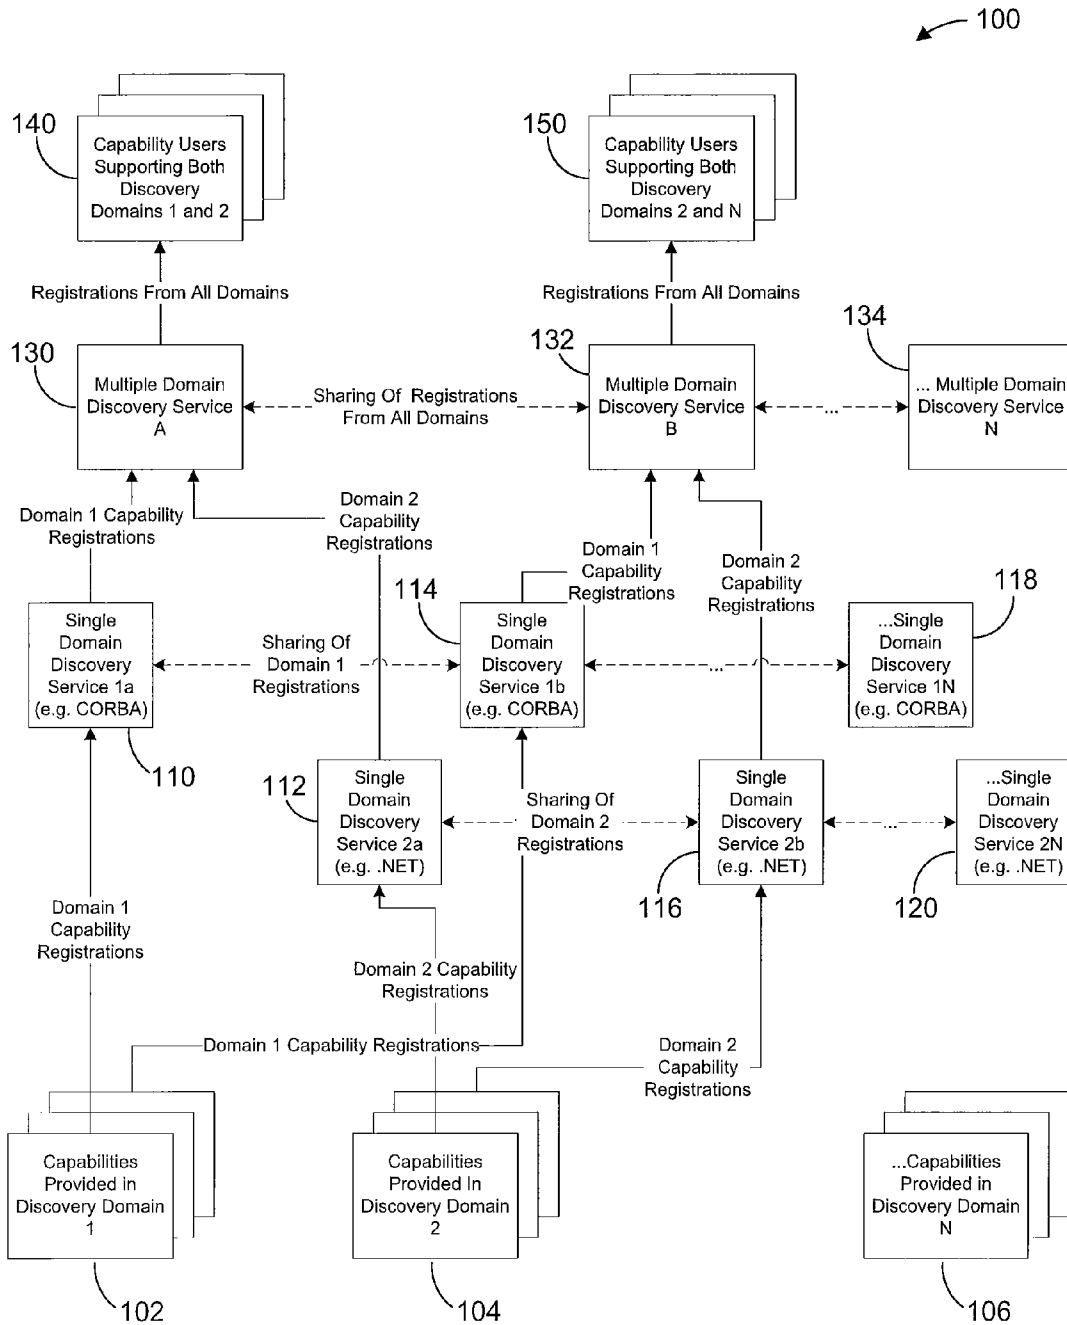 100
140
Capability Users
Supporting Both
Discovery
Domains 1 and 2
150
Capability Users
Supporting Both
Discovery
Domains 2 and N
Registrations From All Domains
Registrations From All Domains
130
Multiple Domain
Discovery Service
A
Sharing Of Registrations
From All Domains
132
Multiple Domain
Discovery Service
B
...
134
... Multiple Domain
Discovery Service
N
Domain 1 Capability
Registrations
Domain 2
Capability
Registrations
Domain 1
Capability
Registrations
Domain 2
Capability
Registrations
Single
Domain
Discovery
Service 1a
(e.g. CORBA)
110
Sharing Of
Domain 1
Registrations
114
Single
Domain
Discovery
Service 1b
(e.g. CORBA)
...
118
...Single
Domain
Discovery
Service 1N
(e.g. CORBA)
112
Single
Domain
Discovery
Service 2a
(e.g. .NET)
Sharing Of
Domain 2
Registrations
Single
Domain
Discovery
Service 2b
(e.g. .NET)
116
...
...Single
Domain
Discovery
Service 2N
(e.g. .NET)
120
Domain 1
Capability
Registrations
Domain 2 Capability
Registrations
Domain 1 Capability Registrations
Domain 2
Capability
Registrations
Capabilities
Provided in
Discovery Domain
1
102
Capabilities
Provided In
Discovery Domain
2
104
...Capabilities
Provided in
Discovery Domain
N
106